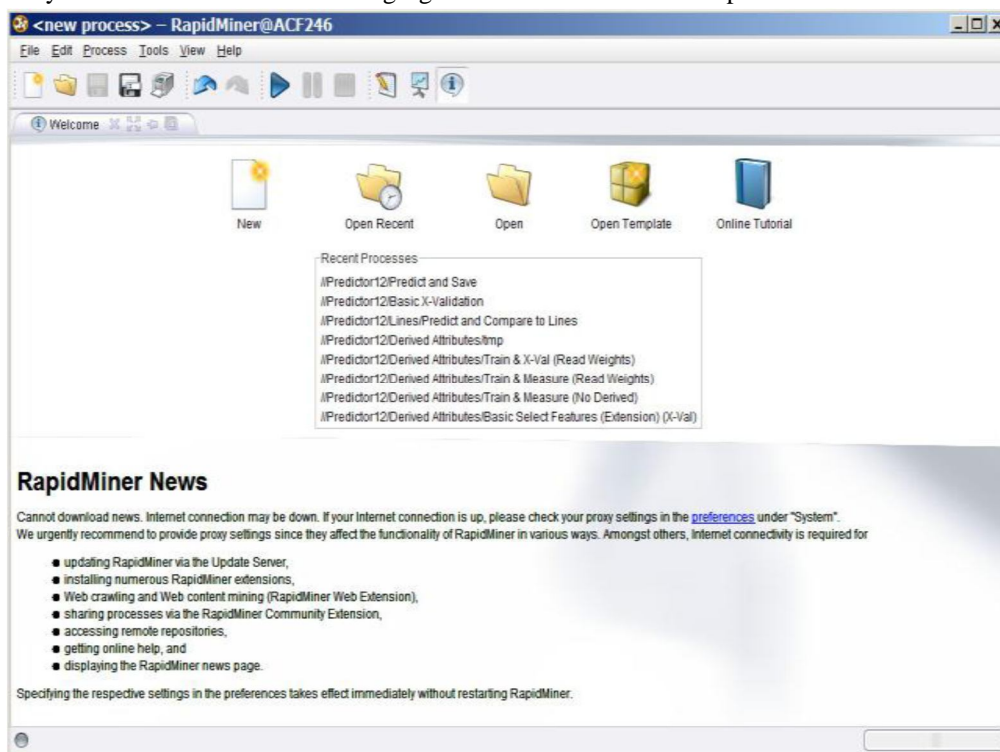 <new process> – RapidMiner@ACF246
File Edit Process Tools View Help
Welcome
New Open Recent Open Open Template Online Tutorial
Recent Processes
//Predictor12/Predict and Save
//Predictor12/Basic X-Validation
//Predictor12/Lines/Predict and Compare to Lines
//Predictor12/Derived Attributes/tmp
//Predictor12/Derived Attributes/Train & X-Val (Read Weights)
//Predictor12/Derived Attributes/Train & Measure (Read Weights)
//Predictor12/Derived Attributes/Train & Measure (No Derived)
//Predictor12/Derived Attributes/Basic Select Features (Extension) (X-Val)
RapidMiner News
Cannot download news. Internet connection may be down. If your Internet connection is up, please check your proxy settings in the preferences under "System".
We urgently recommend to provide proxy settings since they affect the functionality of RapidMiner in various ways. Amongst others, Internet connectivity is required for
updating RapidMiner via the Update Server,
installing numerous RapidMiner extensions,
Web crawling and Web content mining (RapidMiner Web Extension),
sharing processes via the RapidMiner Community Extension,
accessing remote repositories,
getting online help, and
displaying the RapidMiner news page.
Specifying the respective settings in the preferences takes effect immediately without restarting RapidMiner.